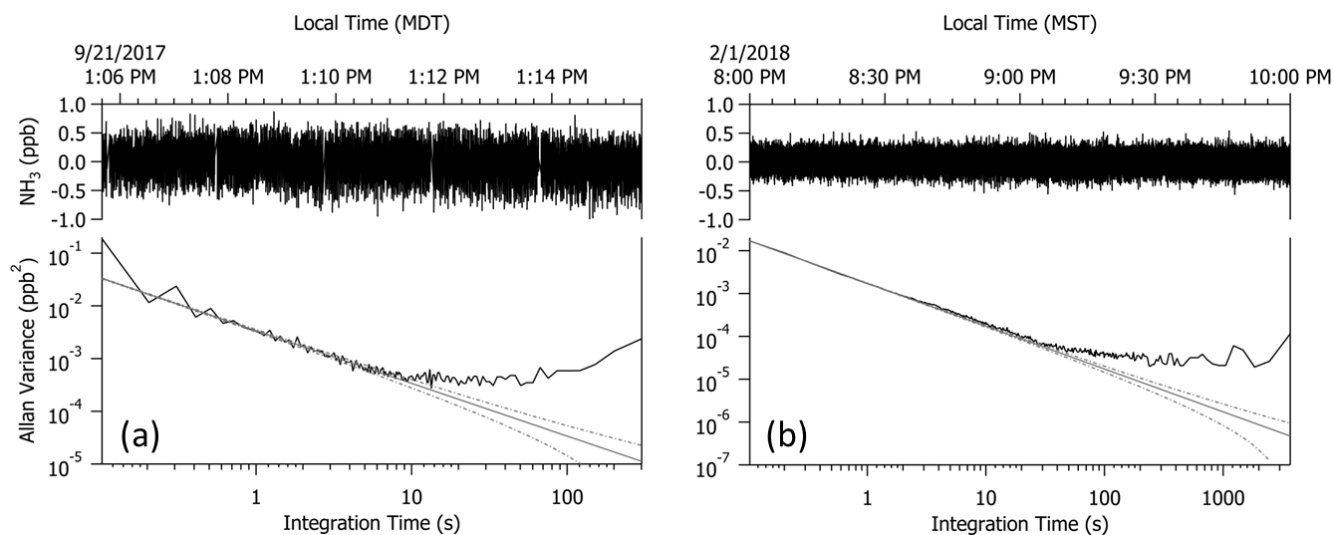 Local Time (MDT)
9/21/2017
1:06 PM 1:08 PM 1:10 PM 1:12 PM 1:14 PM
NH3 (ppb)
1.0
0.5
0.0
-0.5
-1.0
Allan Variance (ppb2)
10-1
10-2
10-3
10-4
10-5
(a)
1 10 100
Integration Time (s)
Local Time (MST)
2/1/2018
8:00 PM 8:30 PM 9:00 PM 9:30 PM 10:00 PM
1.0
0.5
0.0
-0.5
-1.0
10-2
10-3
10-4
10-5
10-6
10-7
(b)
1 10 100 1000
Integration Time (s)